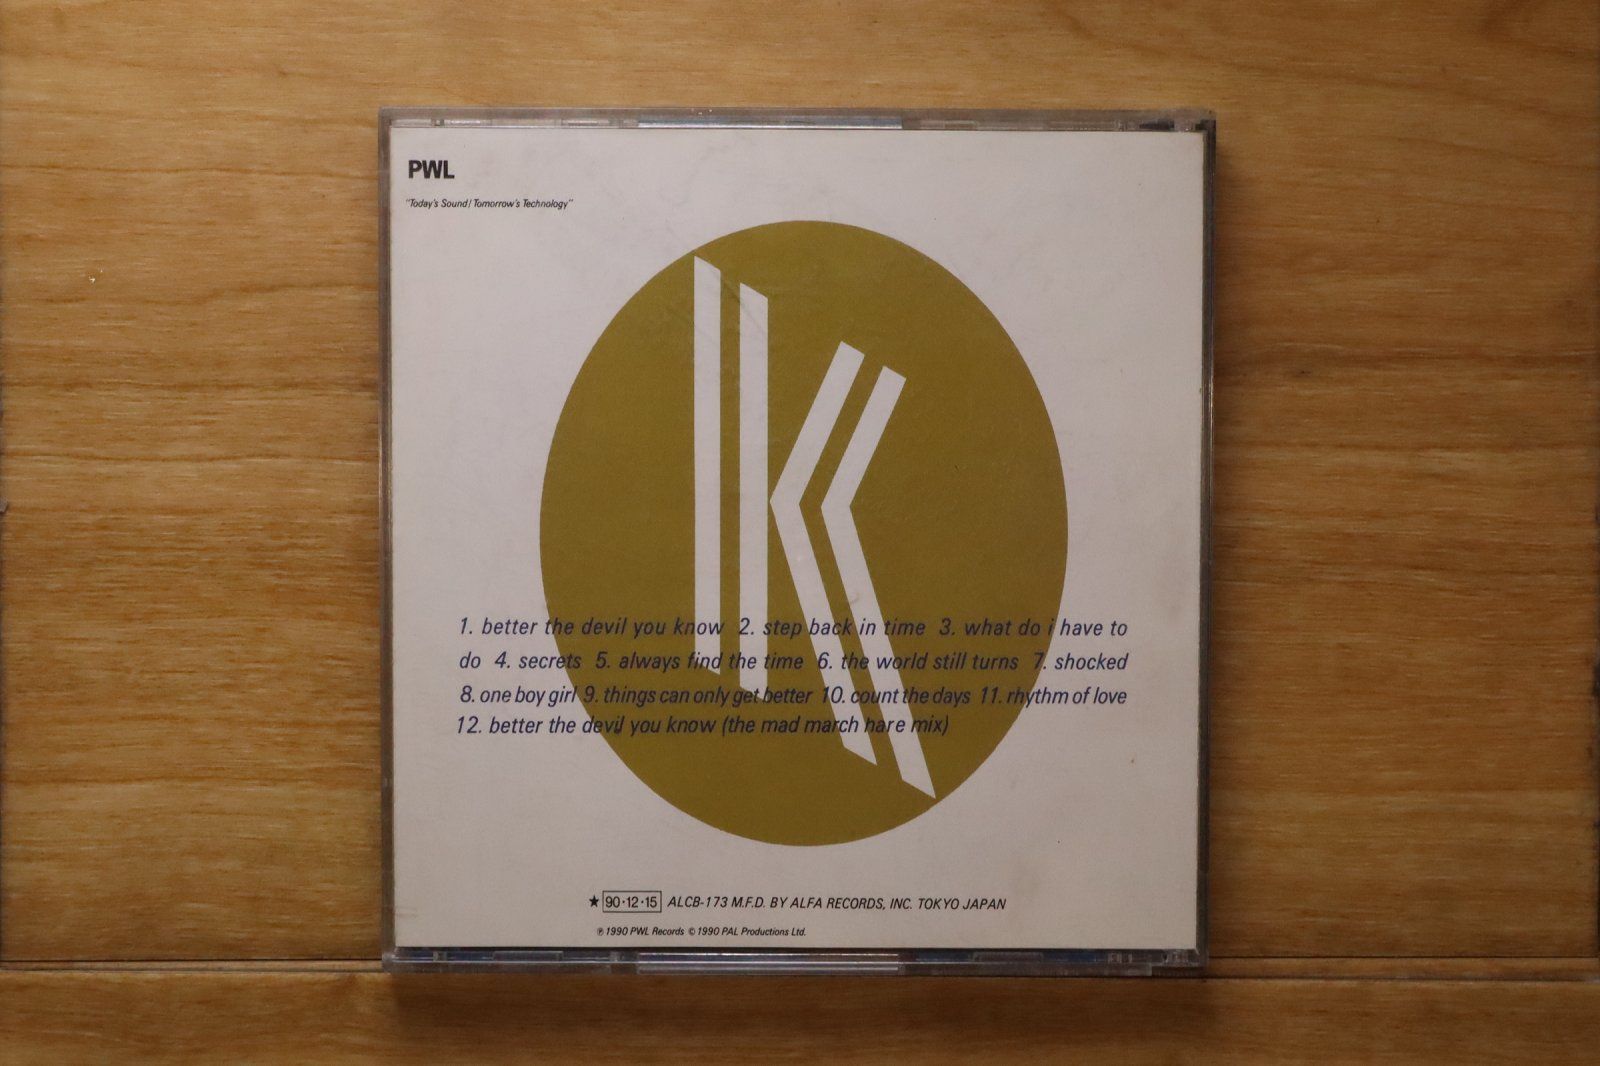 PWL
"Today's Sound/Tomorrow's Technology"
K
1. better the devil you know 2. step back in time 3. what do i have to
do 4. secrets 5. always find the time 6. the world still turns 7. shocked
8. one boy girl 9. things can only get better 10. count the days 11. rhythm of love
12. better the devil you know (the mad march hare mix)
★ 90·12·15 ALCB-173 M.F.D. BY ALFA RECORDS, INC. TOKYO JAPAN
℗ 1990 PWL Records © 1990 PAL Productions Ltd.